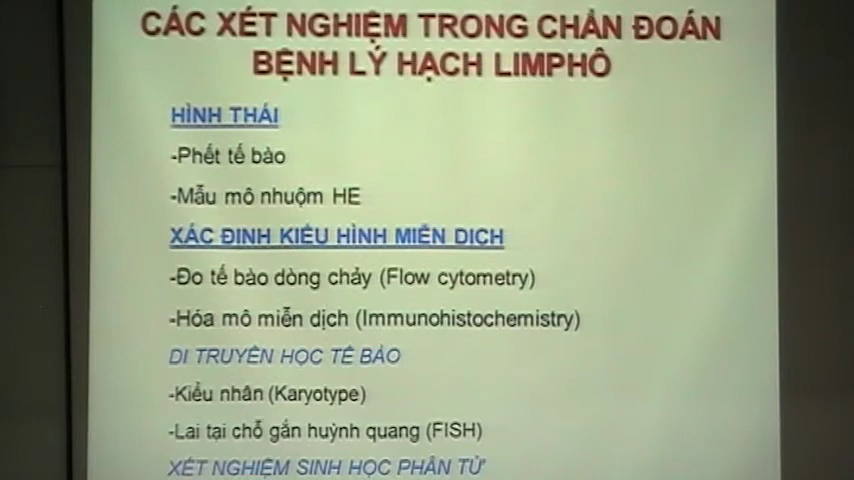 CÁC XÉT NGHIỆM TRONG CHẨN ĐOÁN
BỆNH LÝ HẠCH LIMPHÔ
HÌNH THÁI
-Phết tế bào
-Mẫu mô nhuộm HE
XÁC ĐỊNH KIỂU HÌNH MIỄN DỊCH
-Đo tế bào dòng chảy (Flow cytometry)
-Hóa mô miễn dịch (Immunohistochemistry)
DI TRUYỀN HỌC TẾ BÀO
-Kiểu nhân (Karyotype)
-Lai tại chỗ gắn huỳnh quang (FISH)
XÉT NGHIỆM SINH HỌC PHÂN TỬ